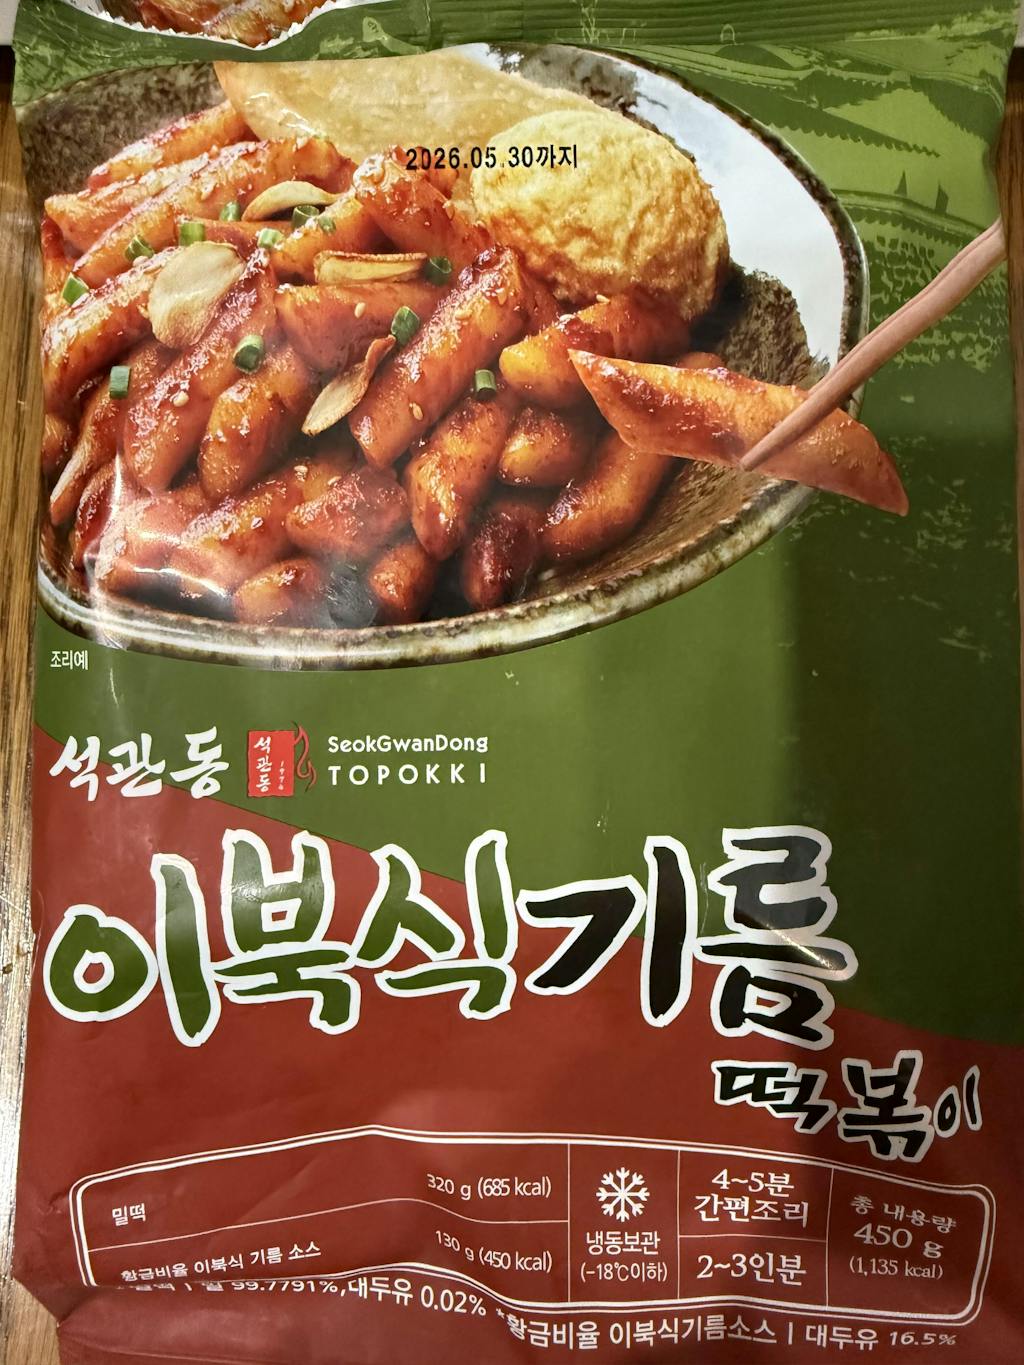 2026.05.30까지
조리예
석관동
석관동 1974
SeokGwanDong
TOPOKKI
이북식기름
떡볶이
밀떡 320 g (685 kcal)
황금비율 이북식 기름 소스 130 g (450 kcal)
냉동보관
(-18℃이하)
4~5분
간편조리
2~3인분
총 내용량
450 g
(1,135 kcal)
밀 99.7791%, 대두유 0.02% *황금비율 이북식기름소스 | 대두유 16.5%